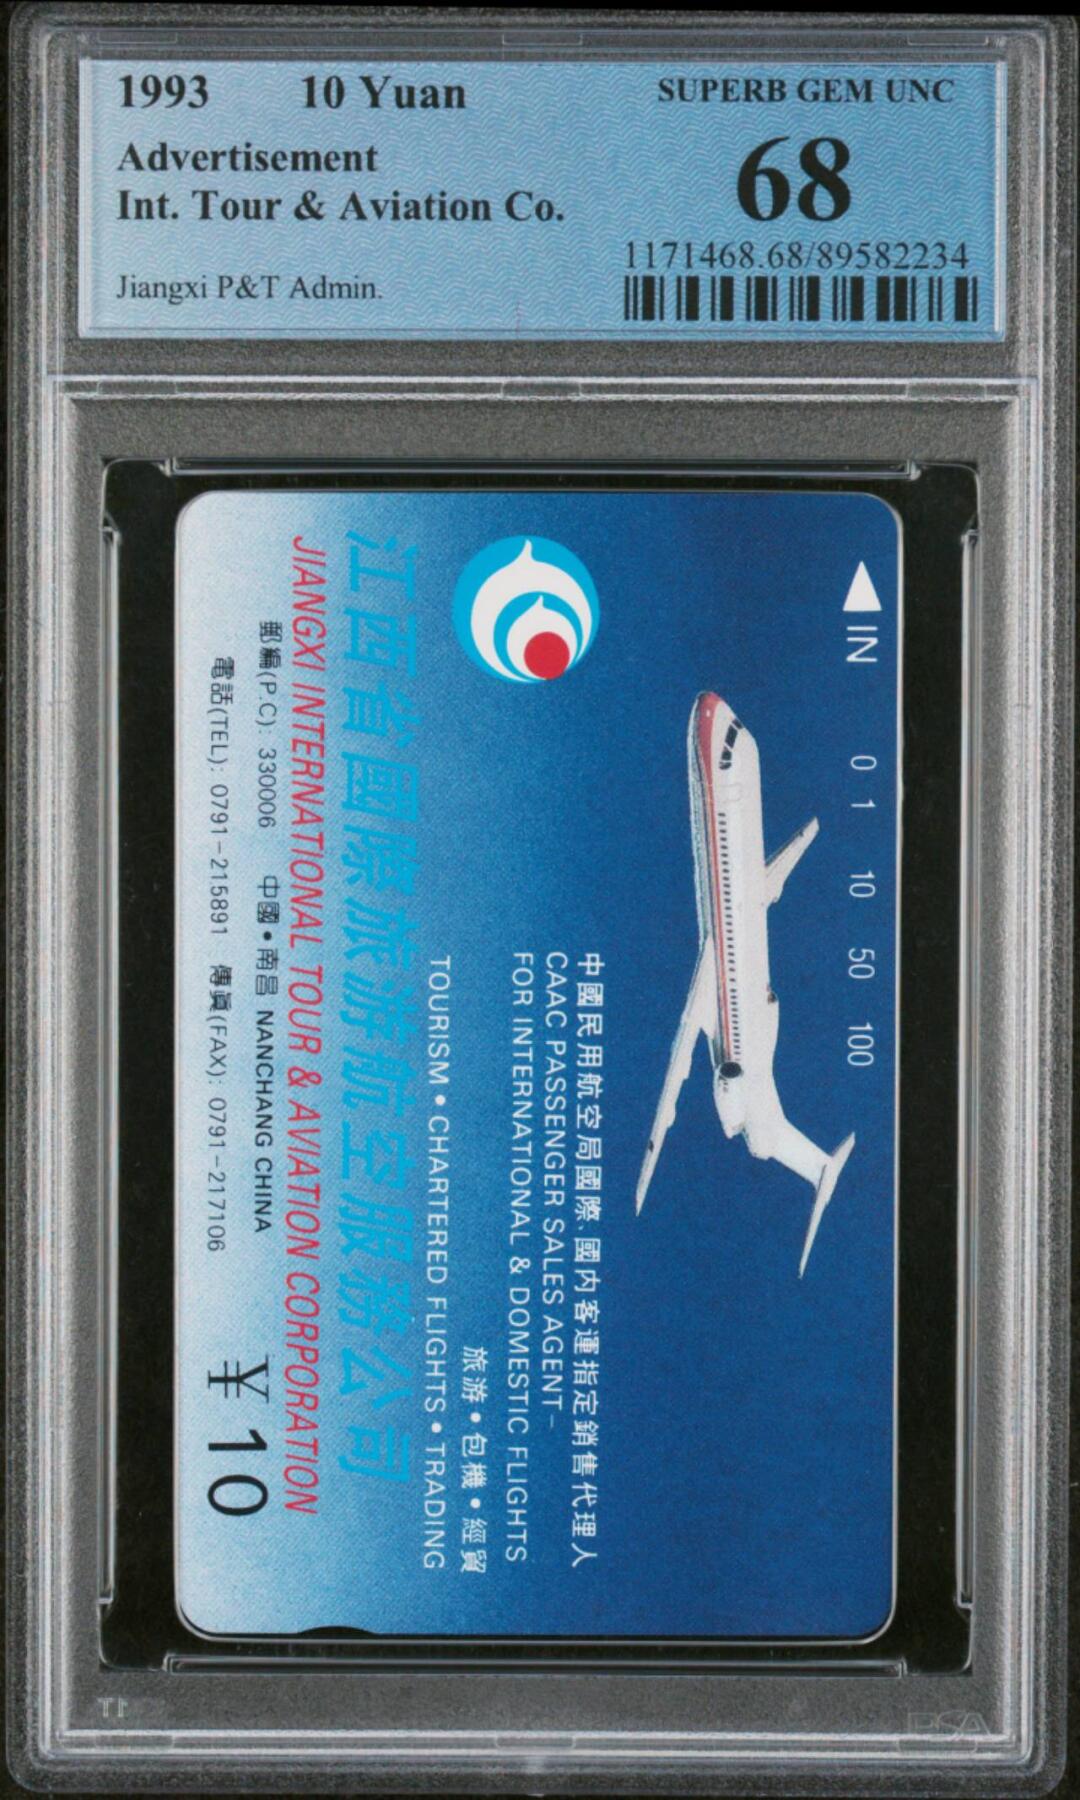 1993 10 Yuan
Advertisement
Int. Tour & Aviation Co.
Jiangxi P&T Admin.
SUPERB GEM UNC
68
1171468.68/89582234
IN 0 1 10 50 100
中國民用航空局國際、國内客運指定銷售代理人
CAAC PASSENGER SALES AGENT–
FOR INTERNATIONAL & DOMESTIC FLIGHTS
旅游•包機•經貿
TOURISM•CHARTERED FLIGHTS•TRADING
江西省國際旅游航空服務公司
JIANGXI INTERNATIONAL TOUR & AVIATION CORPORATION
郵編(P.C): 330006 中國•南昌 NANCHANG CHINA
電話(TEL): 0791–215891 傳眞(FAX): 0791–217106
¥10
PSA